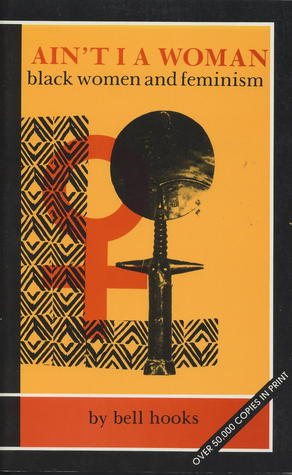 AIN'T I A WOMAN
black women and feminism
by bell hooks
OVER 50,000 COPIES IN PRINT